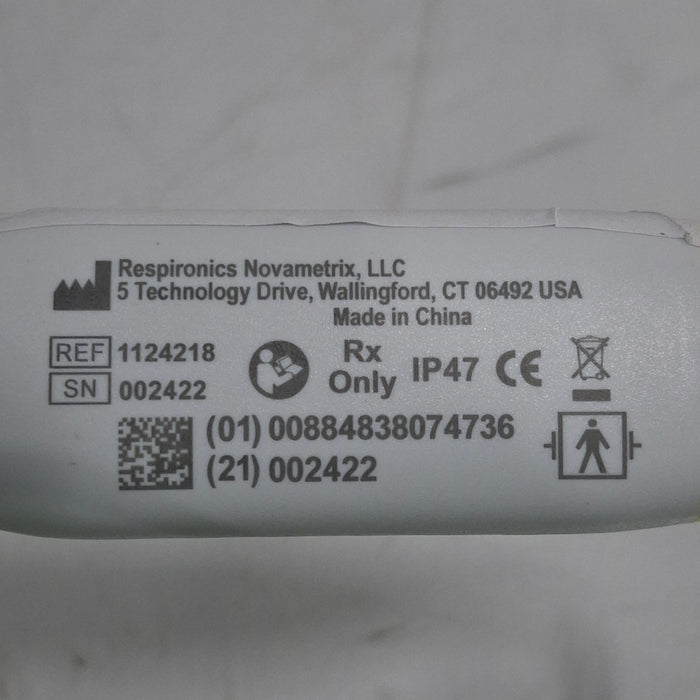 Respironics Novametrix, LLC
5 Technology Drive, Wallingford, CT 06492 USA
Made in China
REF 1124218
SN 002422
Rx
Only
IP47
CE
(01) 00884838074736
(21) 002422